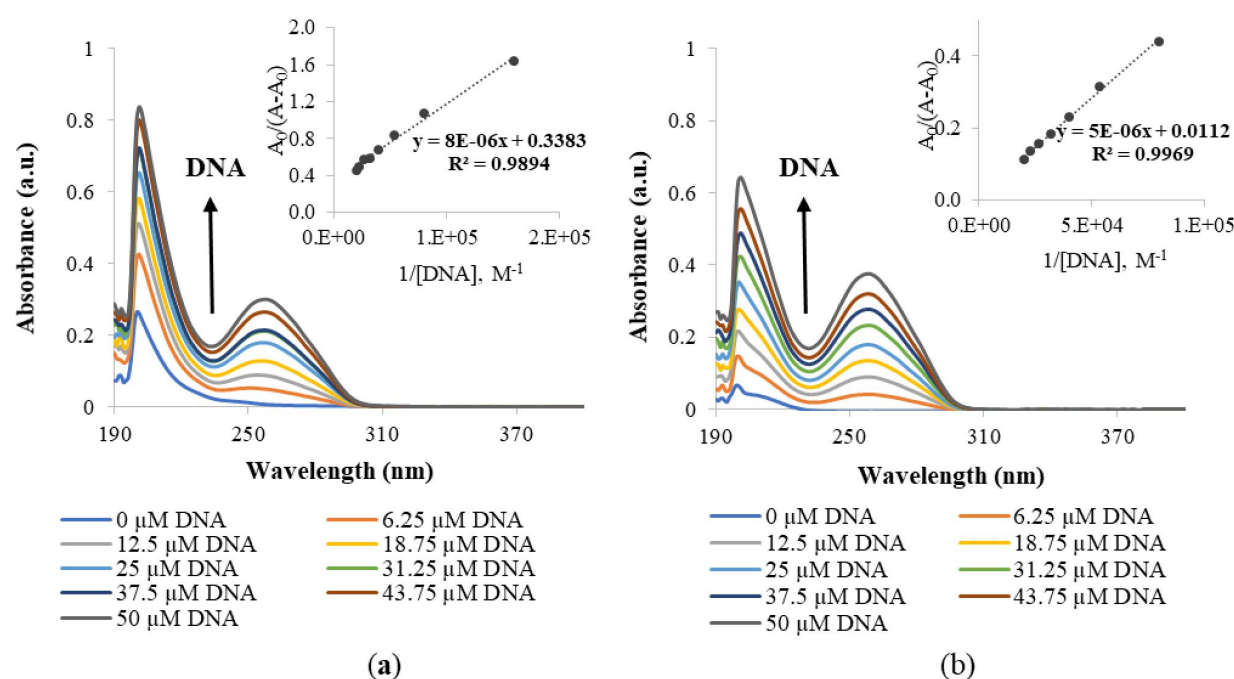 2.0
1.6
1.2
0.8
0.4
0.0
A₀/(A-A₀)
y = 8E-06x + 0.3383
R² = 0.9894
0.E+00
1.E+05
2.E+05
1/[DNA], M⁻¹
1
0.8
0.6
0.4
0.2
0
Absorbance (a.u.)
DNA
190
250
310
370
Wavelength (nm)
0 µM DNA
6.25 µM DNA
12.5 µM DNA
18.75 µM DNA
25 µM DNA
31.25 µM DNA
37.5 µM DNA
43.75 µM DNA
50 µM DNA
(a)
0.4
0.2
0.0
A₀/(A-A₀)
y = 5E-06x + 0.0112
R² = 0.9969
0.E+00
5.E+04
1.E+05
1/[DNA], M⁻¹
1
0.8
0.6
0.4
0.2
0
Absorbance (a.u.)
DNA
190
250
310
370
Wavelength (nm)
0 µM DNA
6.25 µM DNA
12.5 µM DNA
18.75 µM DNA
25 µM DNA
31.25 µM DNA
37.5 µM DNA
43.75 µM DNA
50 µM DNA
(b)